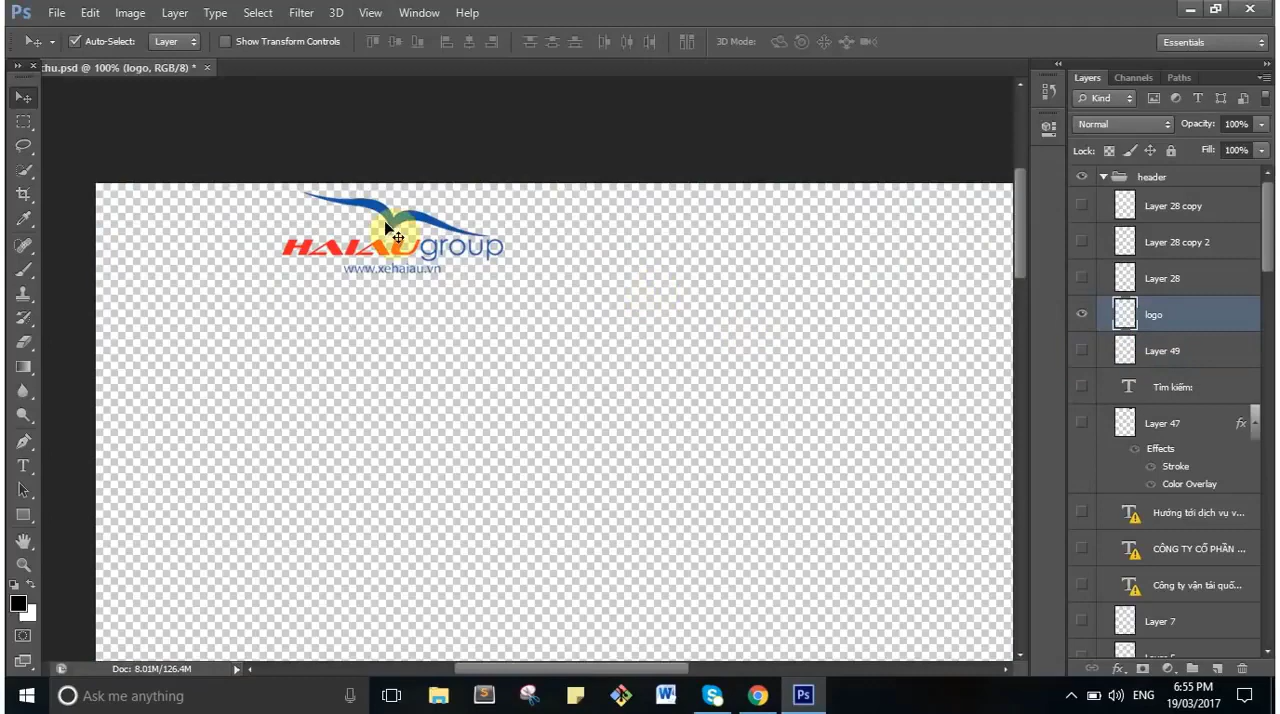 Ps File Edit Image Layer Type Select Filter 3D View Window Help
Auto-Select: Layer Show Transform Controls 3D Mode: Essentials
chu.psd @ 100% (logo, RGB/8) *
Layers Channels Paths
Kind
Normal Opacity: 100%
Lock: Fill: 100%
header
Layer 28 copy
Layer 28 copy 2
Layer 28
logo
Layer 49
T Tìm kiếm:
Layer 47 fx
Effects
Stroke
Color Overlay
T Hướng tới dịch vụ v...
T CÔNG TY CỔ PHẦN ...
T Công ty vận tải quố...
Layer 7
HAIAUgroup
www.xehaiau.vn
Doc: 8.01M/126.4M
Ask me anything
ENG
6:55 PM
19/03/2017